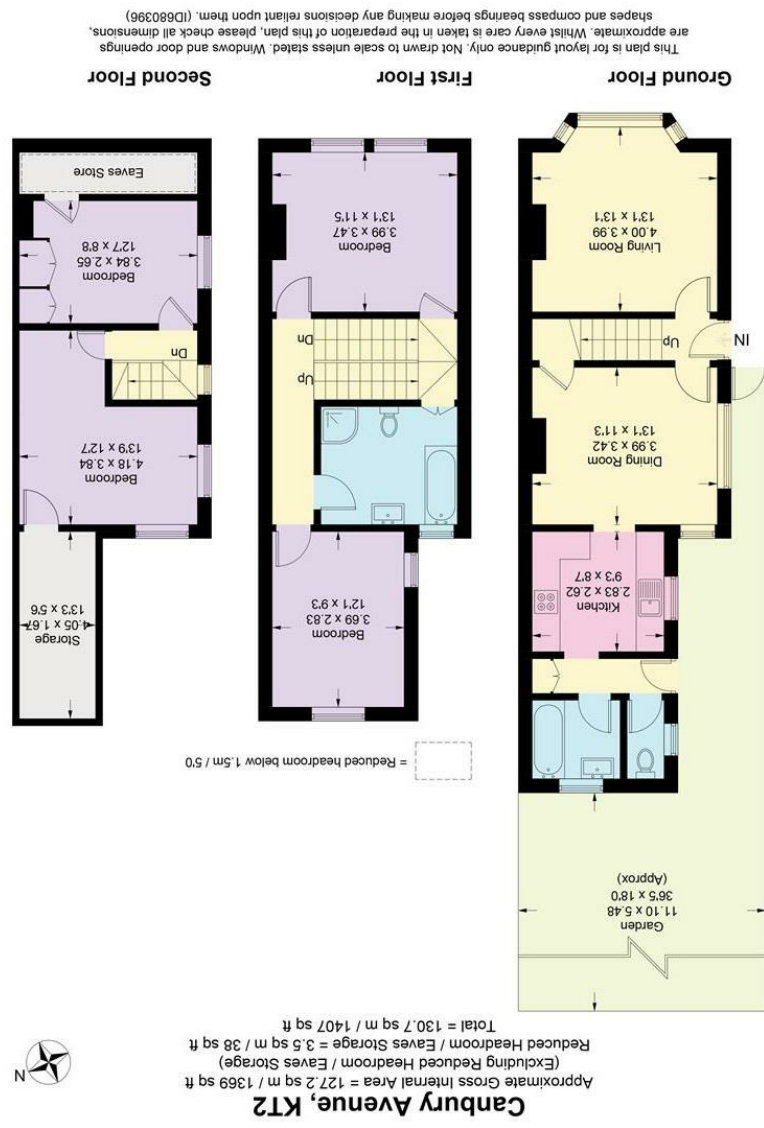 Canbury Avenue, KT2
Approximate Gross Internal Area = 127.2 sq m / 1369 sq ft
(Excluding Reduced Headroom / Eaves Storage)
Reduced Headroom / Eaves Storage = 3.5 sq m / 38 sq ft
Total = 130.7 sq m / 1407 sq ft
N
Garden
11.10 x 5.48
36'5 x 18'0
(Approx)
Kitchen
2.83 x 2.62
9'3 x 8'7
Dining Room
3.99 x 3.42
13'1 x 11'3
IN
Up
Living Room
4.00 x 3.99
13'1 x 13'1
Ground Floor
= Reduced headroom below 1.5m / 5'0
Bedroom
3.69 x 2.83
12'1 x 9'3
Up
Dn
Bedroom
3.99 x 3.47
13'1 x 11'5
First Floor
Storage
4.05 x 1.67
13'3 x 5'6
Bedroom
4.18 x 3.84
13'9 x 12'7
Dn
Bedroom
3.84 x 2.65
12'7 x 8'8
Eaves Store
Second Floor
This plan is for layout guidance only. Not drawn to scale unless stated. Windows and door openings
are approximate. Whilst every care is taken in the preparation of this plan, please check all dimensions,
shapes and compass bearings before making any decisions reliant upon them. (ID680396)